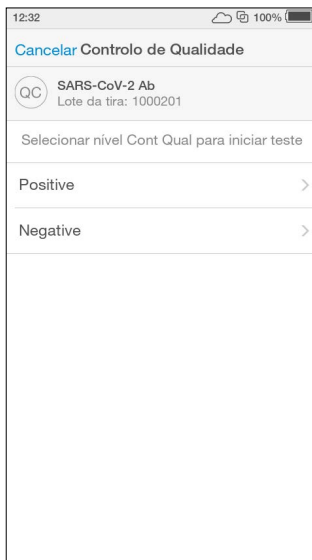 12:32 100%
Cancelar Controlo de Qualidade
QC
SARS-CoV-2 Ab
Lote da tira: 1000201
Selecionar nível Cont Qual para iniciar teste
Positive
Negative